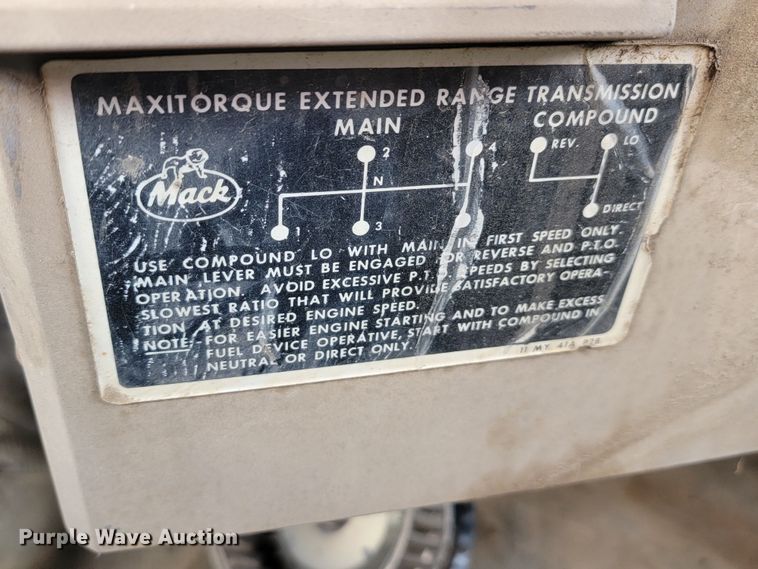 MAXITORQUE EXTENDED RANGE TRANSMISSION
MAIN COMPOUND
2 4 REV. LO
Mack N
1 3 DIRECT
USE COMPOUND LO WITH MAIN IN FIRST SPEED ONLY.
MAIN LEVER MUST BE ENGAGED FOR REVERSE AND P.T.O.
OPERATION. AVOID EXCESSIVE P.T.O. SPEEDS BY SELECTING
SLOWEST RATIO THAT WILL PROVIDE SATISFACTORY OPERA-
TION AT DESIRED ENGINE SPEED.
NOTE: FOR EASIER ENGINE STARTING AND TO MAKE EXCESS
FUEL DEVICE OPERATIVE, START WITH COMPOUND IN
NEUTRAL OR DIRECT ONLY.
11 MY 41A
Purple Wave Auction